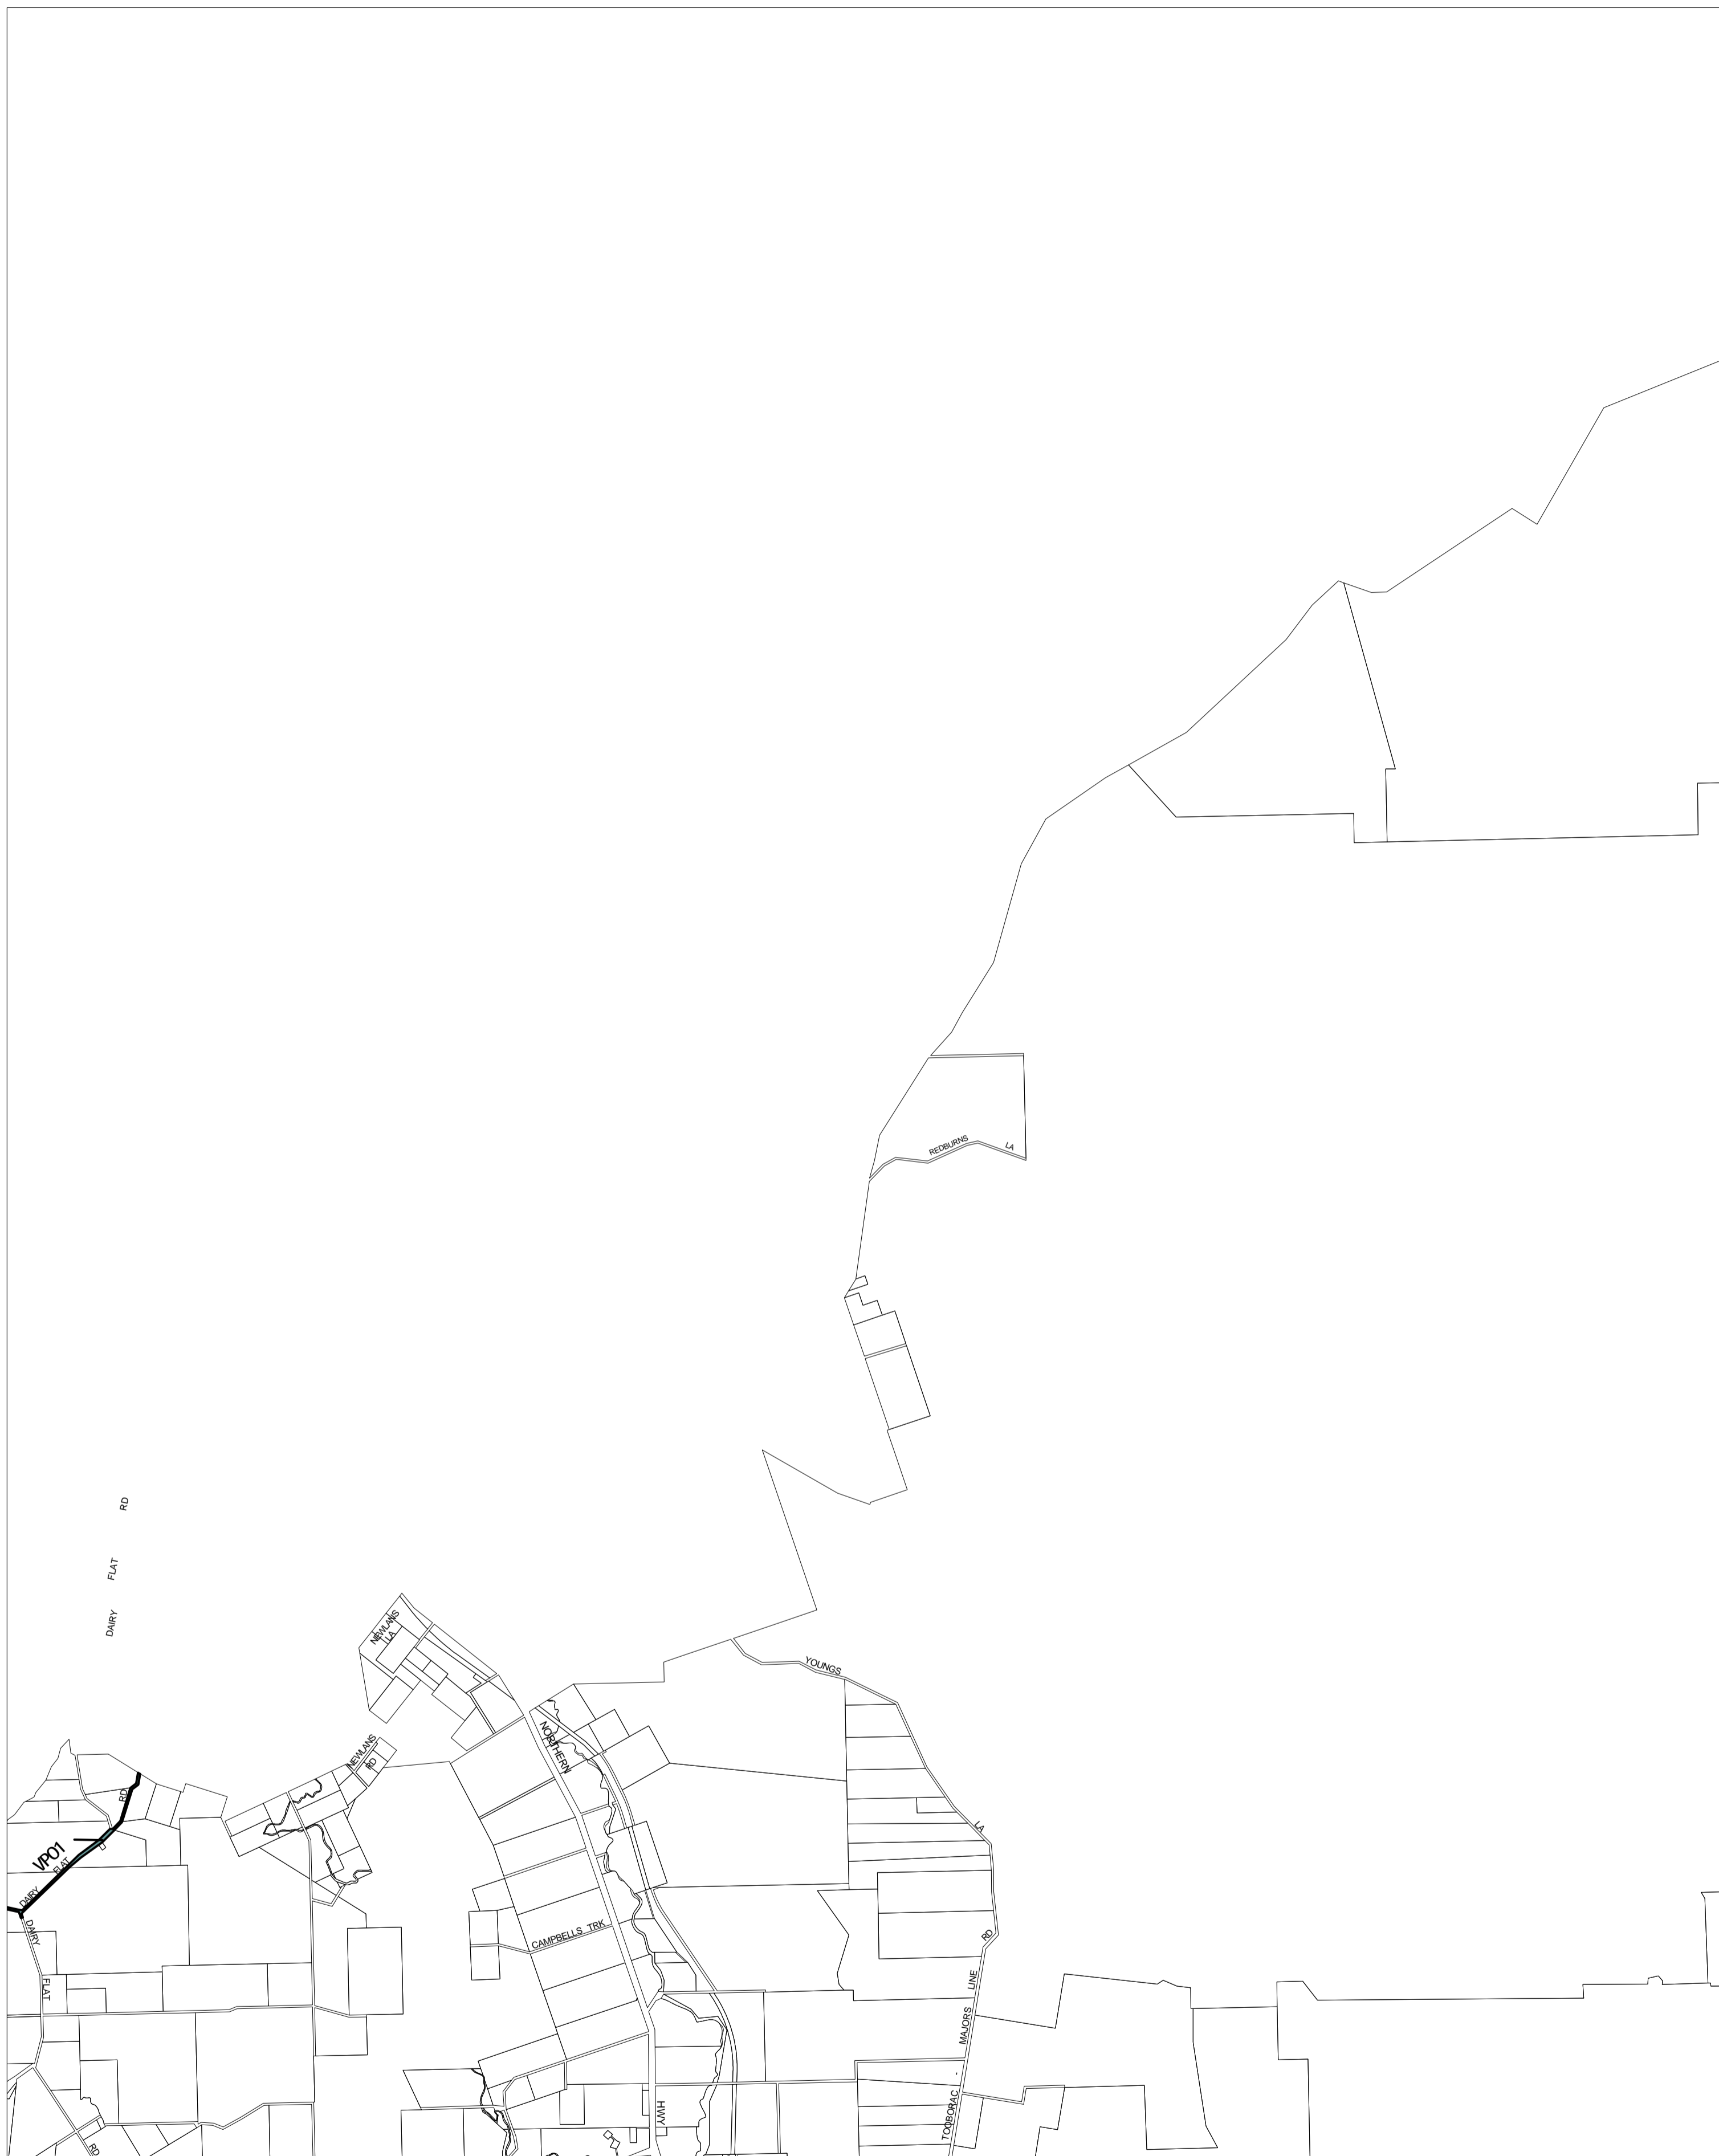 REDBURNS LA
DAIRY FLAT RD
NEWLANS
LA
YOUNGS
LA
RD
NEWLANS
RD
NORTHERN
HWY
VPO1
DAIRY FLAT RD
DAIRY FLAT
RD
CAMPBELLS TRK
TOOBORAC - MAJORS LINE